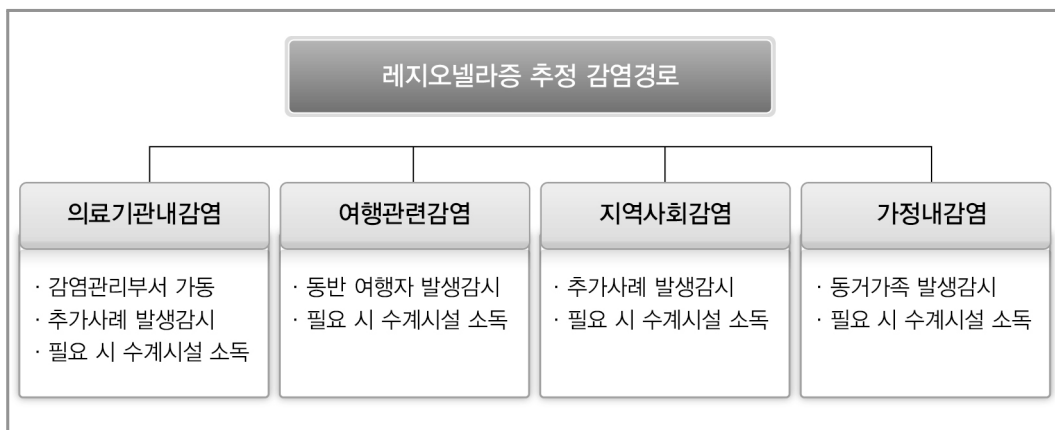 레지오넬라증 추정 감염경로
의료기관내감염
· 감염관리부서 가동
· 추가사례 발생감시
· 필요 시 수계시설 소독
여행관련감염
· 동반 여행자 발생감시
· 필요 시 수계시설 소독
지역사회감염
· 추가사례 발생감시
· 필요 시 수계시설 소독
가정내감염
· 동거가족 발생감시
· 필요 시 수계시설 소독